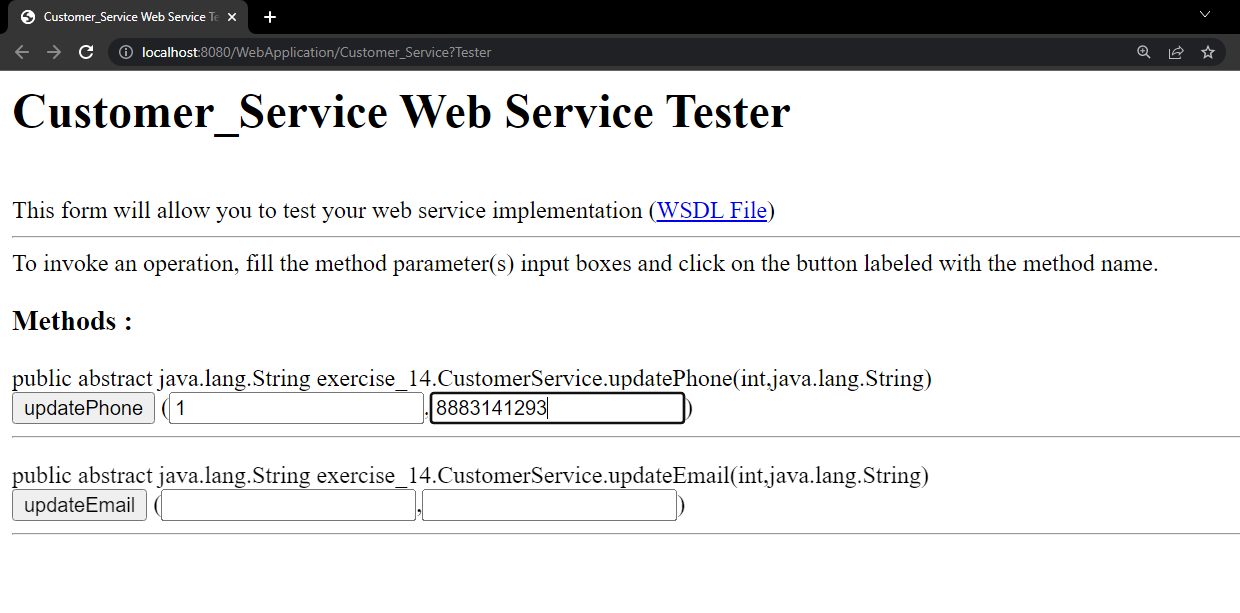 Customer_Service Web Service Te
localhost:8080/WebApplication/Customer_Service?Tester
Customer_Service Web Service Tester
This form will allow you to test your web service implementation (WSDL File)
To invoke an operation, fill the method parameter(s) input boxes and click on the button labeled with the method name.
Methods :
public abstract java.lang.String exercise_14.CustomerService.updatePhone(int,java.lang.String)
updatePhone (1,8883141293)
public abstract java.lang.String exercise_14.CustomerService.updateEmail(int,java.lang.String)
updateEmail ( , )